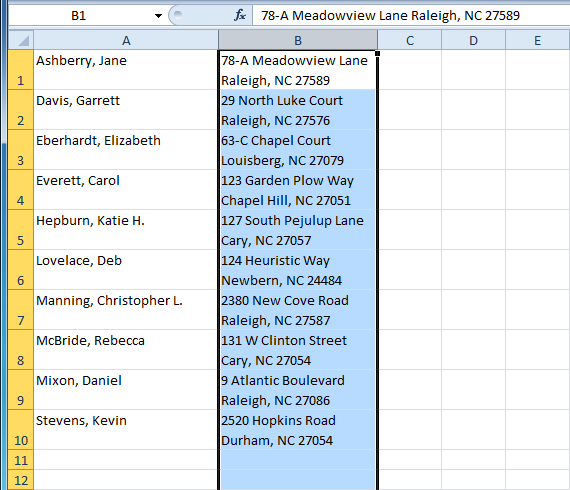 B1 fx 78-A Meadowview Lane Raleigh, NC 27589
A B C D E
1 Ashberry, Jane 78-A Meadowview Lane
Raleigh, NC 27589
2 Davis, Garrett 29 North Luke Court
Raleigh, NC 27576
3 Eberhardt, Elizabeth 63-C Chapel Court
Louisberg, NC 27079
4 Everett, Carol 123 Garden Plow Way
Chapel Hill, NC 27051
5 Hepburn, Katie H. 127 South Pejulup Lane
Cary, NC 27057
6 Lovelace, Deb 124 Heuristic Way
Newbern, NC 24484
7 Manning, Christopher L. 2380 New Cove Road
Raleigh, NC 27587
8 McBride, Rebecca 131 W Clinton Street
Cary, NC 27054
9 Mixon, Daniel 9 Atlantic Boulevard
Raleigh, NC 27086
10 Stevens, Kevin 2520 Hopkins Road
Durham, NC 27054
11
12